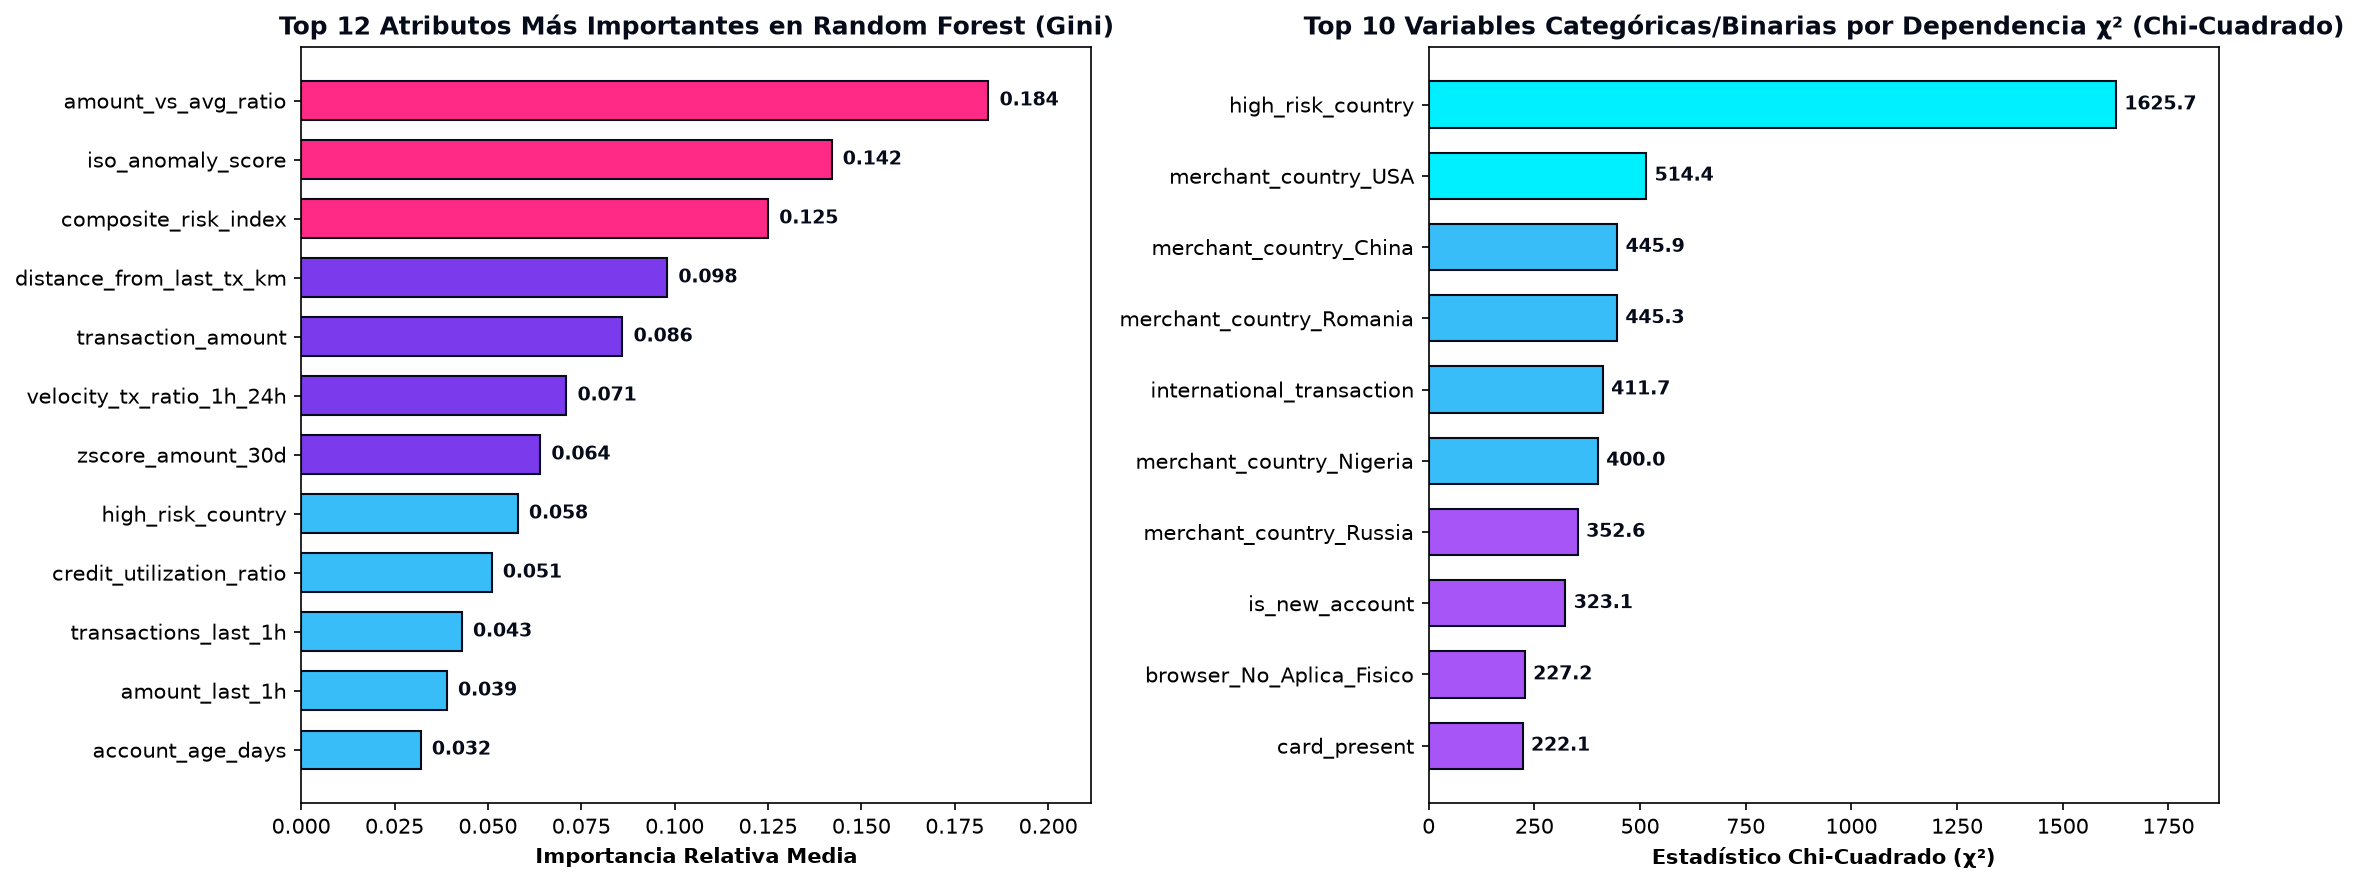 Top 12 Atributos Más Importantes en Random Forest (Gini)
amount_vs_avg_ratio 0.184
iso_anomaly_score 0.142
composite_risk_index 0.125
distance_from_last_tx_km 0.098
transaction_amount 0.086
velocity_tx_ratio_1h_24h 0.071
zscore_amount_30d 0.064
high_risk_country 0.058
credit_utilization_ratio 0.051
transactions_last_1h 0.043
amount_last_1h 0.039
account_age_days 0.032
0.000 0.025 0.050 0.075 0.100 0.125 0.150 0.175 0.200
Importancia Relativa Media
Top 10 Variables Categóricas/Binarias por Dependencia χ² (Chi-Cuadrado)
high_risk_country 1625.7
merchant_country_USA 514.4
merchant_country_China 445.9
merchant_country_Romania 445.3
international_transaction 411.7
merchant_country_Nigeria 400.0
merchant_country_Russia 352.6
is_new_account 323.1
browser_No_Aplica_Fisico 227.2
card_present 222.1
0 250 500 750 1000 1250 1500 1750
Estadístico Chi-Cuadrado (χ²)